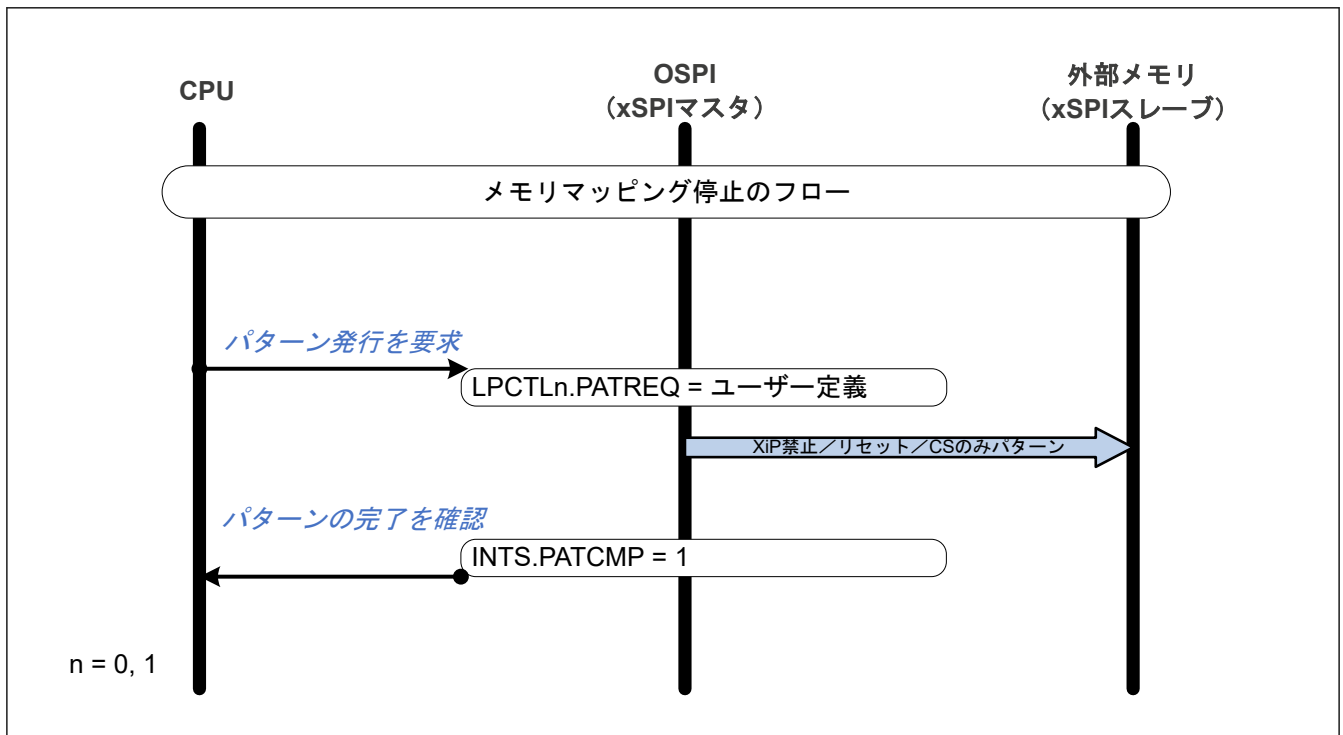 CPU
OSPI
（xSPIマスタ）
外部メモリ
（xSPIスレーブ）
メモリマッピング停止のフロー
パターン発行を要求
LPCTLn.PATREQ = ユーザー定義
XiP禁止／リセット／CSのみパターン
パターンの完了を確認
INTS.PATCMP = 1
n = 0, 1